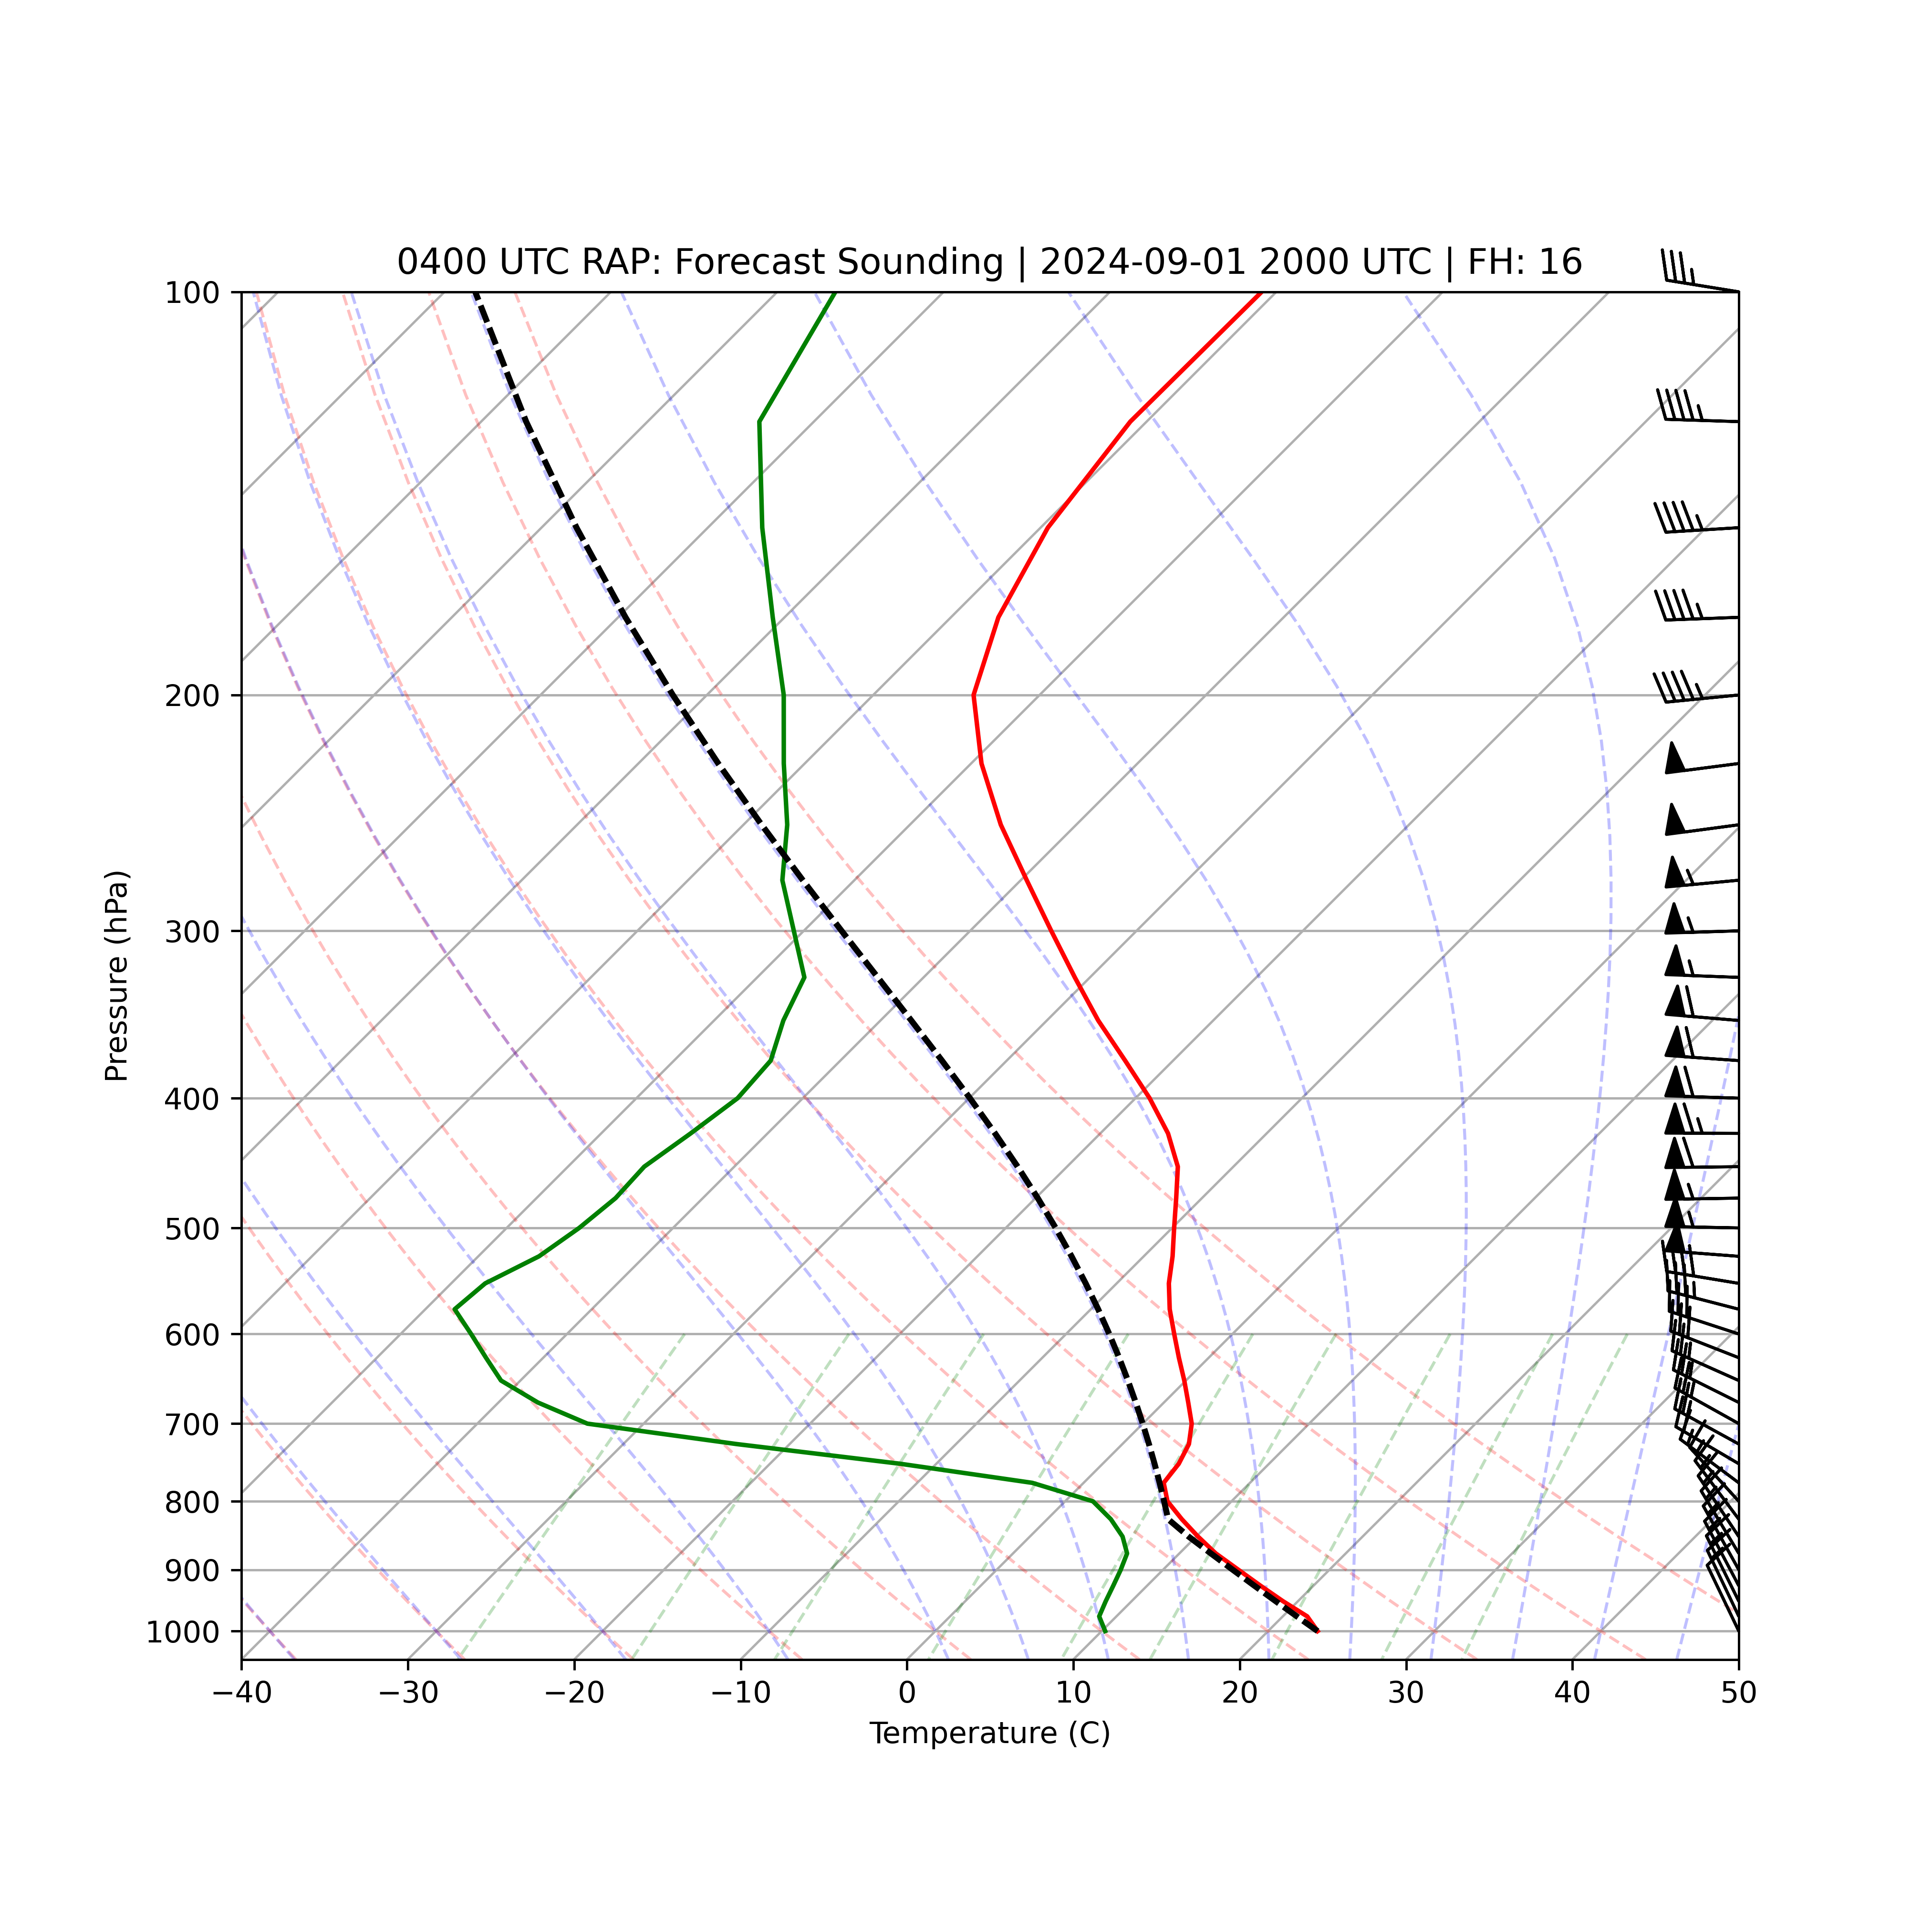 0400 UTC RAP: Forecast Sounding | 2024-09-01 2000 UTC | FH: 16
100
200
300
400
500
600
700
800
900
1000
Pressure (hPa)
−40 −30 −20 −10 0 10 20 30 40 50
Temperature (C)